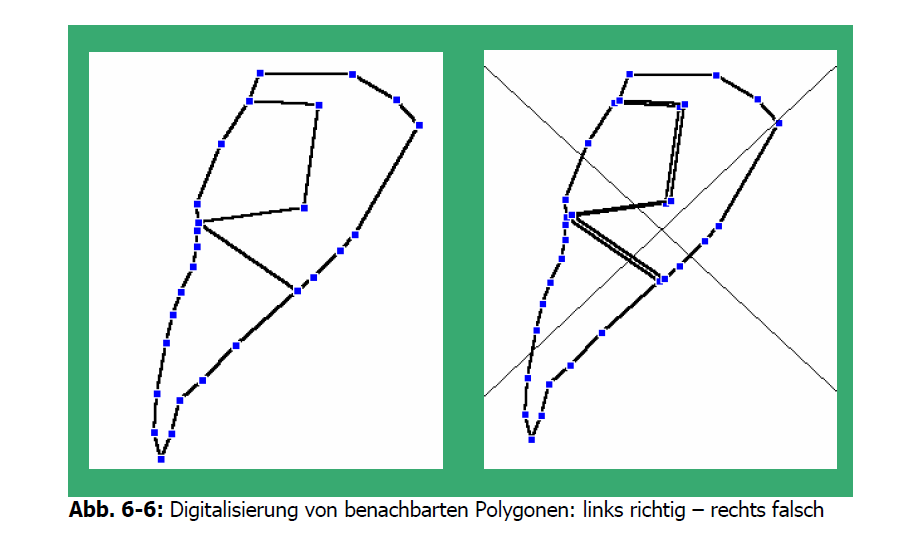 Abb. 6-6: Digitalisierung von benachbarten Polygonen: links richtig – rechts falsch